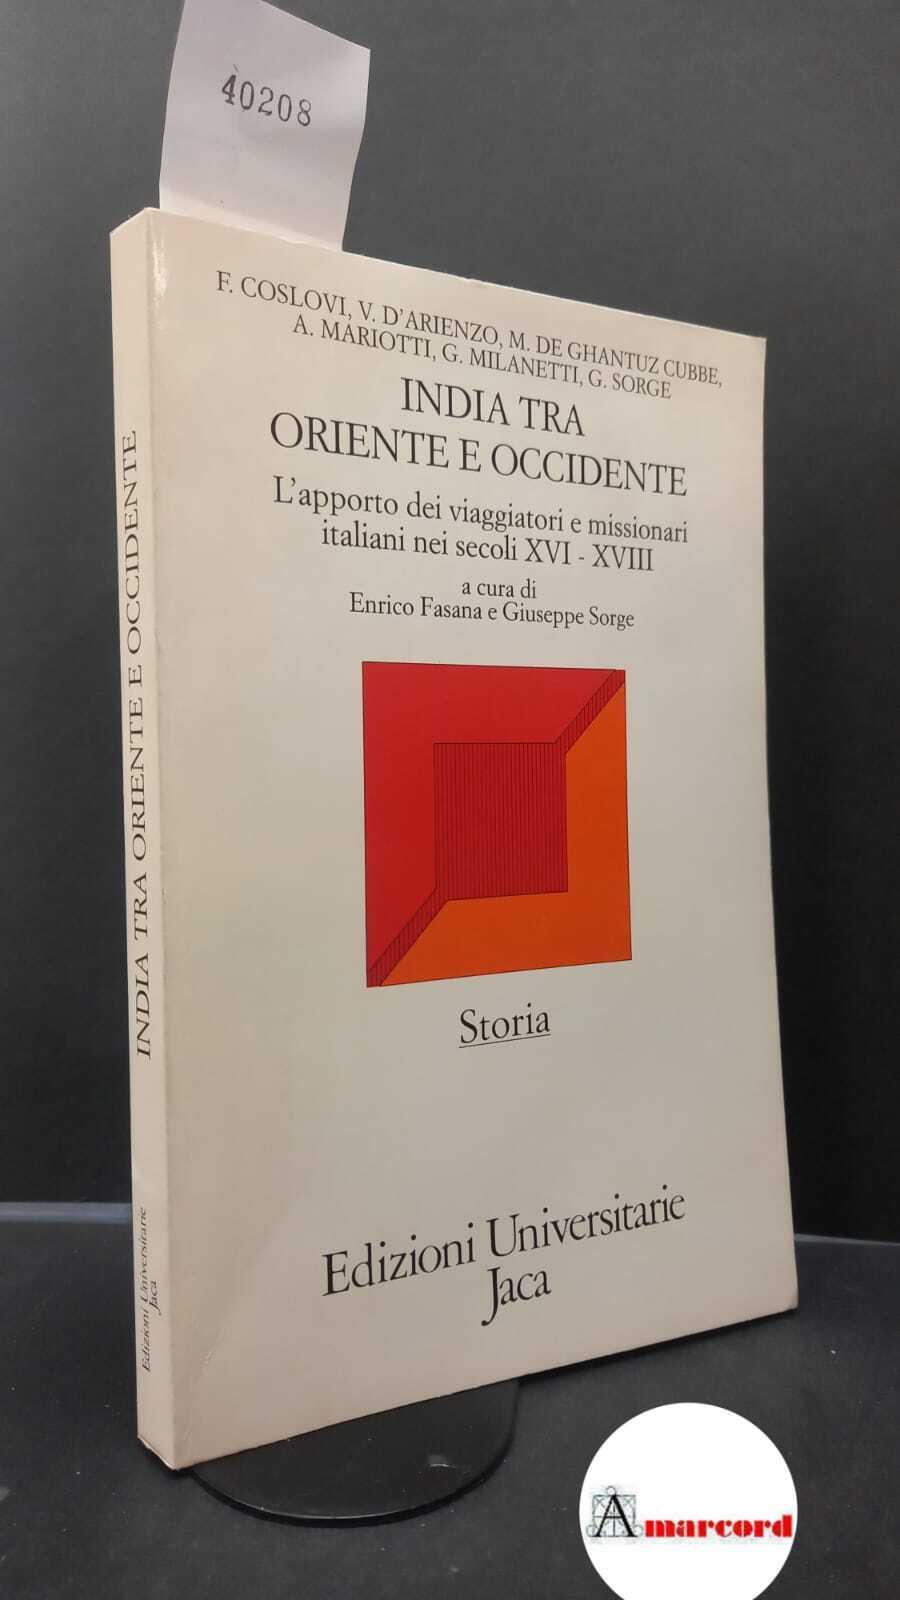 40208
F. COSLOVI, V. D'ARIENZO, M. DE GHANTUZ CUBBE,
A. MARIOTTI, G. MILANETTI, G. SORGE
INDIA TRA
ORIENTE E OCCIDENTE
L'apporto dei viaggiatori e missionari
italiani nei secoli XVI - XVIII
a cura di
Enrico Fasana e Giuseppe Sorge
Storia
Edizioni Universitarie
Jaca
INDIA TRA ORIENTE E OCCIDENTE
Edizioni Universitarie
Jaca
Amarcord